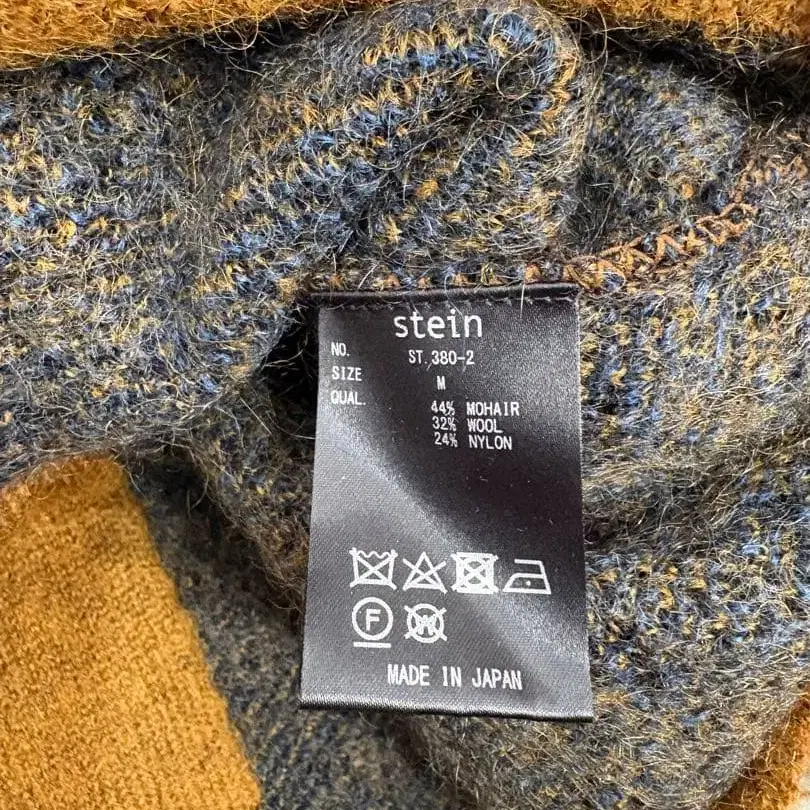 stein
NO. ST.380-2
SIZE M
QUAL. 44% MOHAIR
32% WOOL
24% NYLON
F W
MADE IN JAPAN